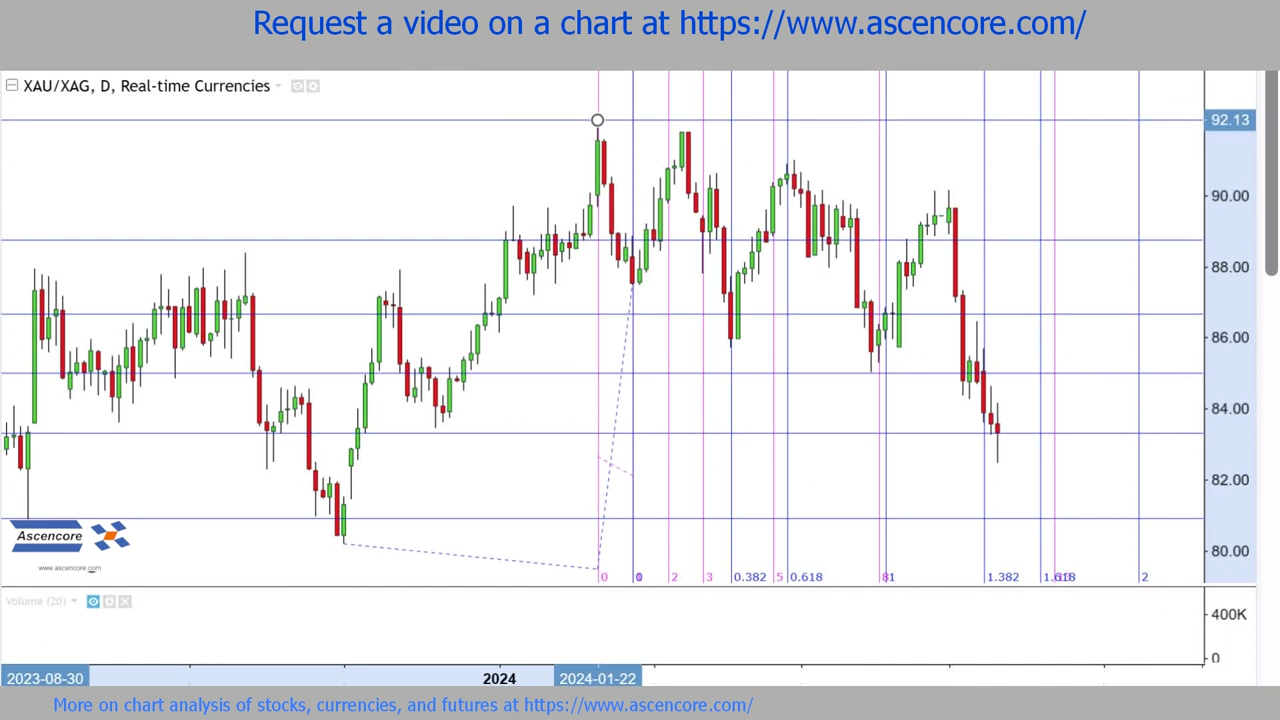 Request a video on a chart at https://www.ascencore.com/
XAU/XAG, D, Real-time Currencies
92.13
90.00
88.00
86.00
84.00
82.00
80.00
Ascencore
www.ascencore.com
0 2 3 0.382 5 0.618 1.382 2
Volume (20)
400K
0
2023-08-30 2024 2024-01-22
More on chart analysis of stocks, currencies, and futures at https://www.ascencore.com/